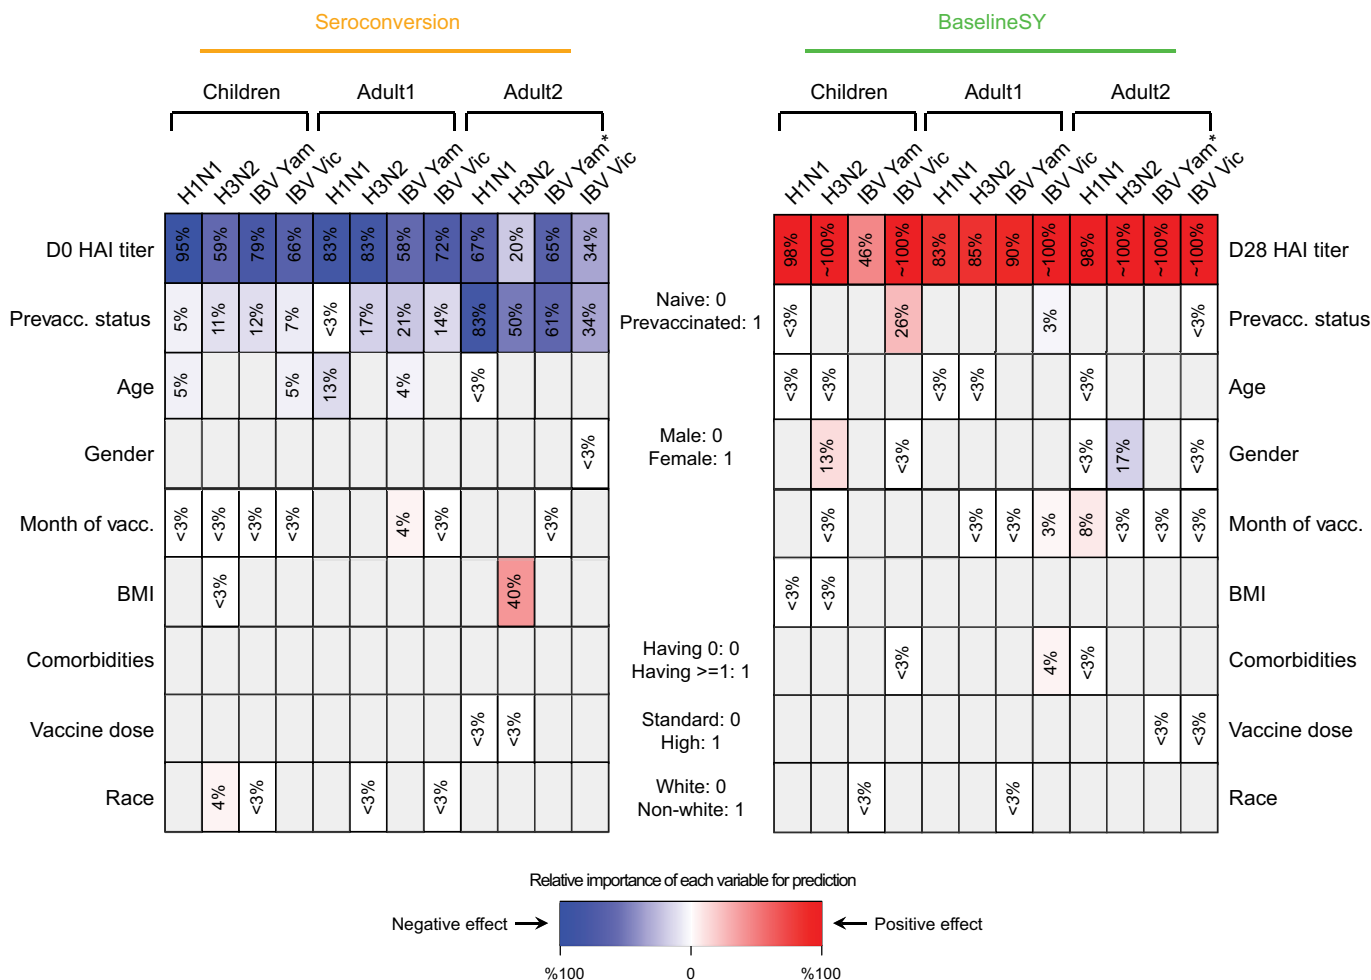 Seroconversion
BaselineSY
Children Adult1 Adult2
Children Adult1 Adult2
H1N1 H3N2 IBV Yam IBV Vic H1N1 H3N2 IBV Yam IBV Vic H1N1 H3N2 IBV Yam* IBV Vic
H1N1 H3N2 IBV Yam IBV Vic H1N1 H3N2 IBV Yam IBV Vic H1N1 H3N2 IBV Yam* IBV Vic
D0 HAI titer 95% 59% 79% 66% 83% 83% 58% 72% 67% 20% 65% 34%
98% ~100% 46% ~100% 83% 85% 90% ~100% 98% ~100% ~100% ~100% D28 HAI titer
Prevacc. status 5% 11% 12% 7% <3% 17% 21% 14% 83% 50% 61% 34%
Naive: 0
Prevaccinated: 1
<3% 26% 3% <3% Prevacc. status
Age 5% 5% 13% 4% <3%
<3% <3% <3% <3% <3% Age
Gender <3%
Male: 0
Female: 1
13% <3% <3% 17% <3% Gender
Month of vacc. <3% <3% <3% <3% 4% <3% <3%
<3% <3% <3% 3% 8% <3% <3% <3% Month of vacc.
BMI <3% 40%
<3% <3% BMI
Comorbidities
Having 0: 0
Having >=1: 1
<3% 4% <3% Comorbidities
Vaccine dose <3% <3%
Standard: 0
High: 1
<3% <3% Vaccine dose
Race 4% <3% <3% <3%
White: 0
Non-white: 1
<3% <3% Race
Relative importance of each variable for prediction
Negative effect
Positive effect
%100 0 %100